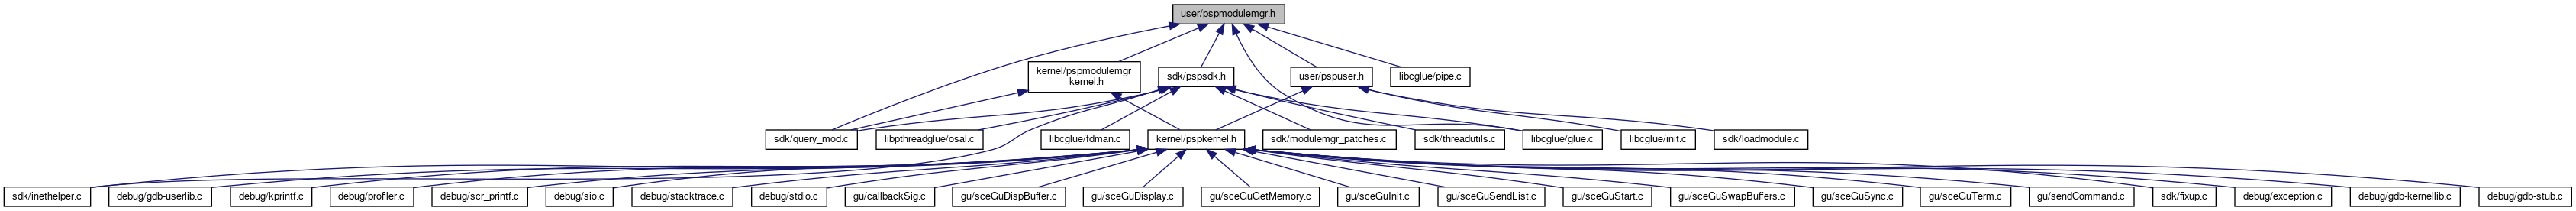 user/pspmodulemgr.h
kernel/pspmodulemgr
_kernel.h
sdk/pspsdk.h
user/pspuser.h
libcglue/pipe.c
sdk/query_mod.c
libpthreadglue/osal.c
libcglue/fdman.c
kernel/pspkernel.h
sdk/modulemgr_patches.c
sdk/threadutils.c
libcglue/glue.c
libcglue/init.c
sdk/loadmodule.c
sdk/inethelper.c
debug/gdb-userlib.c
debug/kprintf.c
debug/profiler.c
debug/scr_printf.c
debug/sio.c
debug/stacktrace.c
debug/stdio.c
gu/callbackSig.c
gu/sceGuDispBuffer.c
gu/sceGuDisplay.c
gu/sceGuGetMemory.c
gu/sceGuInit.c
gu/sceGuSendList.c
gu/sceGuStart.c
gu/sceGuSwapBuffers.c
gu/sceGuSync.c
gu/sceGuTerm.c
gu/sendCommand.c
sdk/fixup.c
debug/exception.c
debug/gdb-kernellib.c
debug/gdb-stub.c